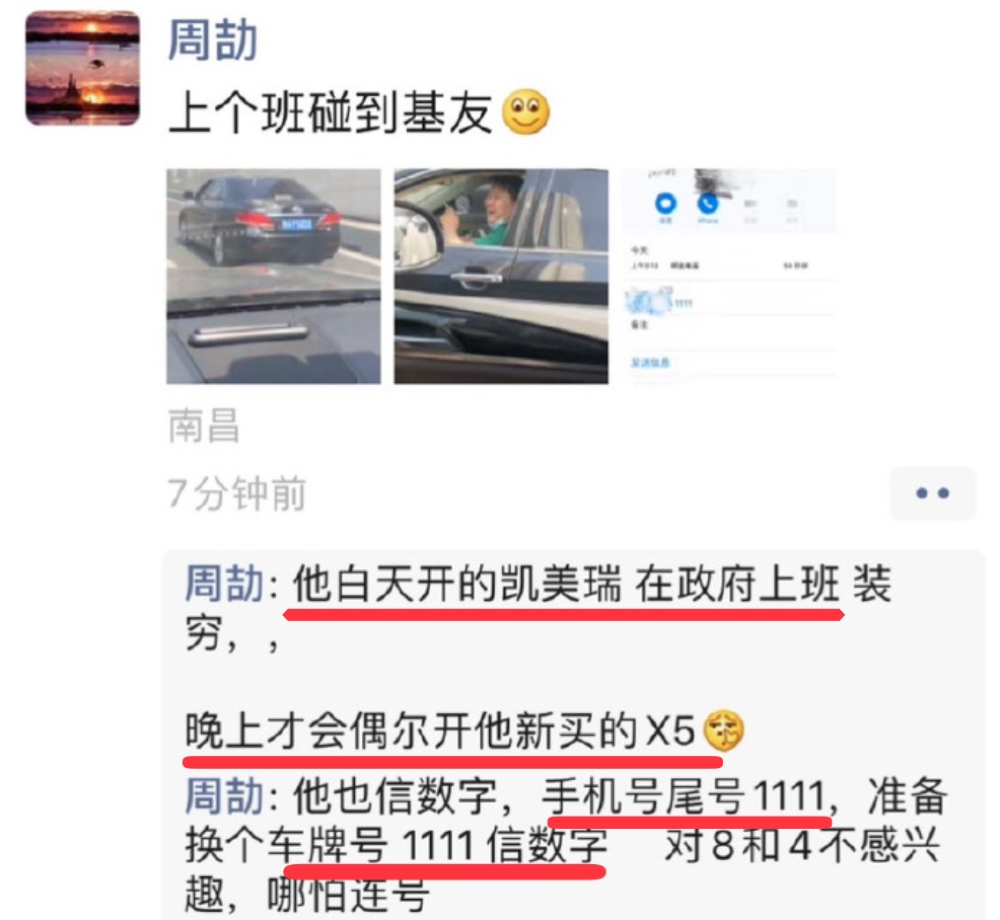 周劼
上个班碰到基友
今天
1111
备注
发送信息
南昌
7分钟前
周劼: 他白天开的凯美瑞 在政府上班 装
穷，,
晚上才会偶尔开他新买的X5
周劼: 他也信数字，手机号尾号1111，准备
换个车牌号 1111 信数字 对8和4不感兴
趣，哪怕连号